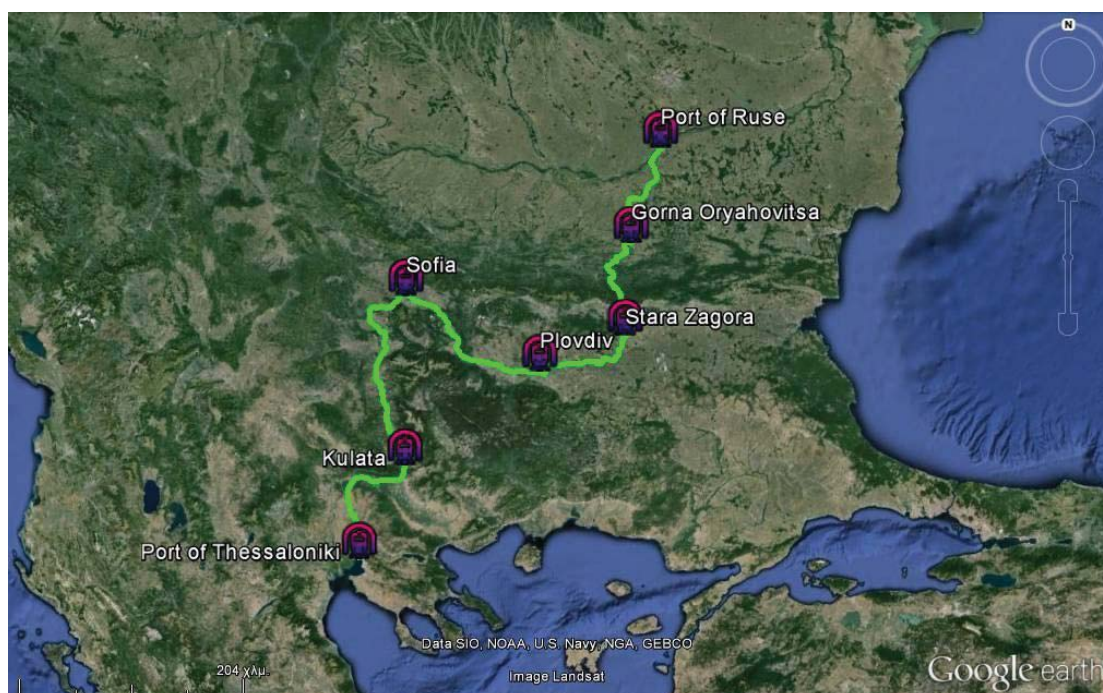 N
Port of Ruse
Gorna Oryahovitsa
Sofia
Stara Zagora
Plovdiv
Kulata
Port of Thessaloniki
Data SIO, NOAA, U.S. Navy, NGA, GEBCO
204 χλμ.
Image Landsat
Google earth